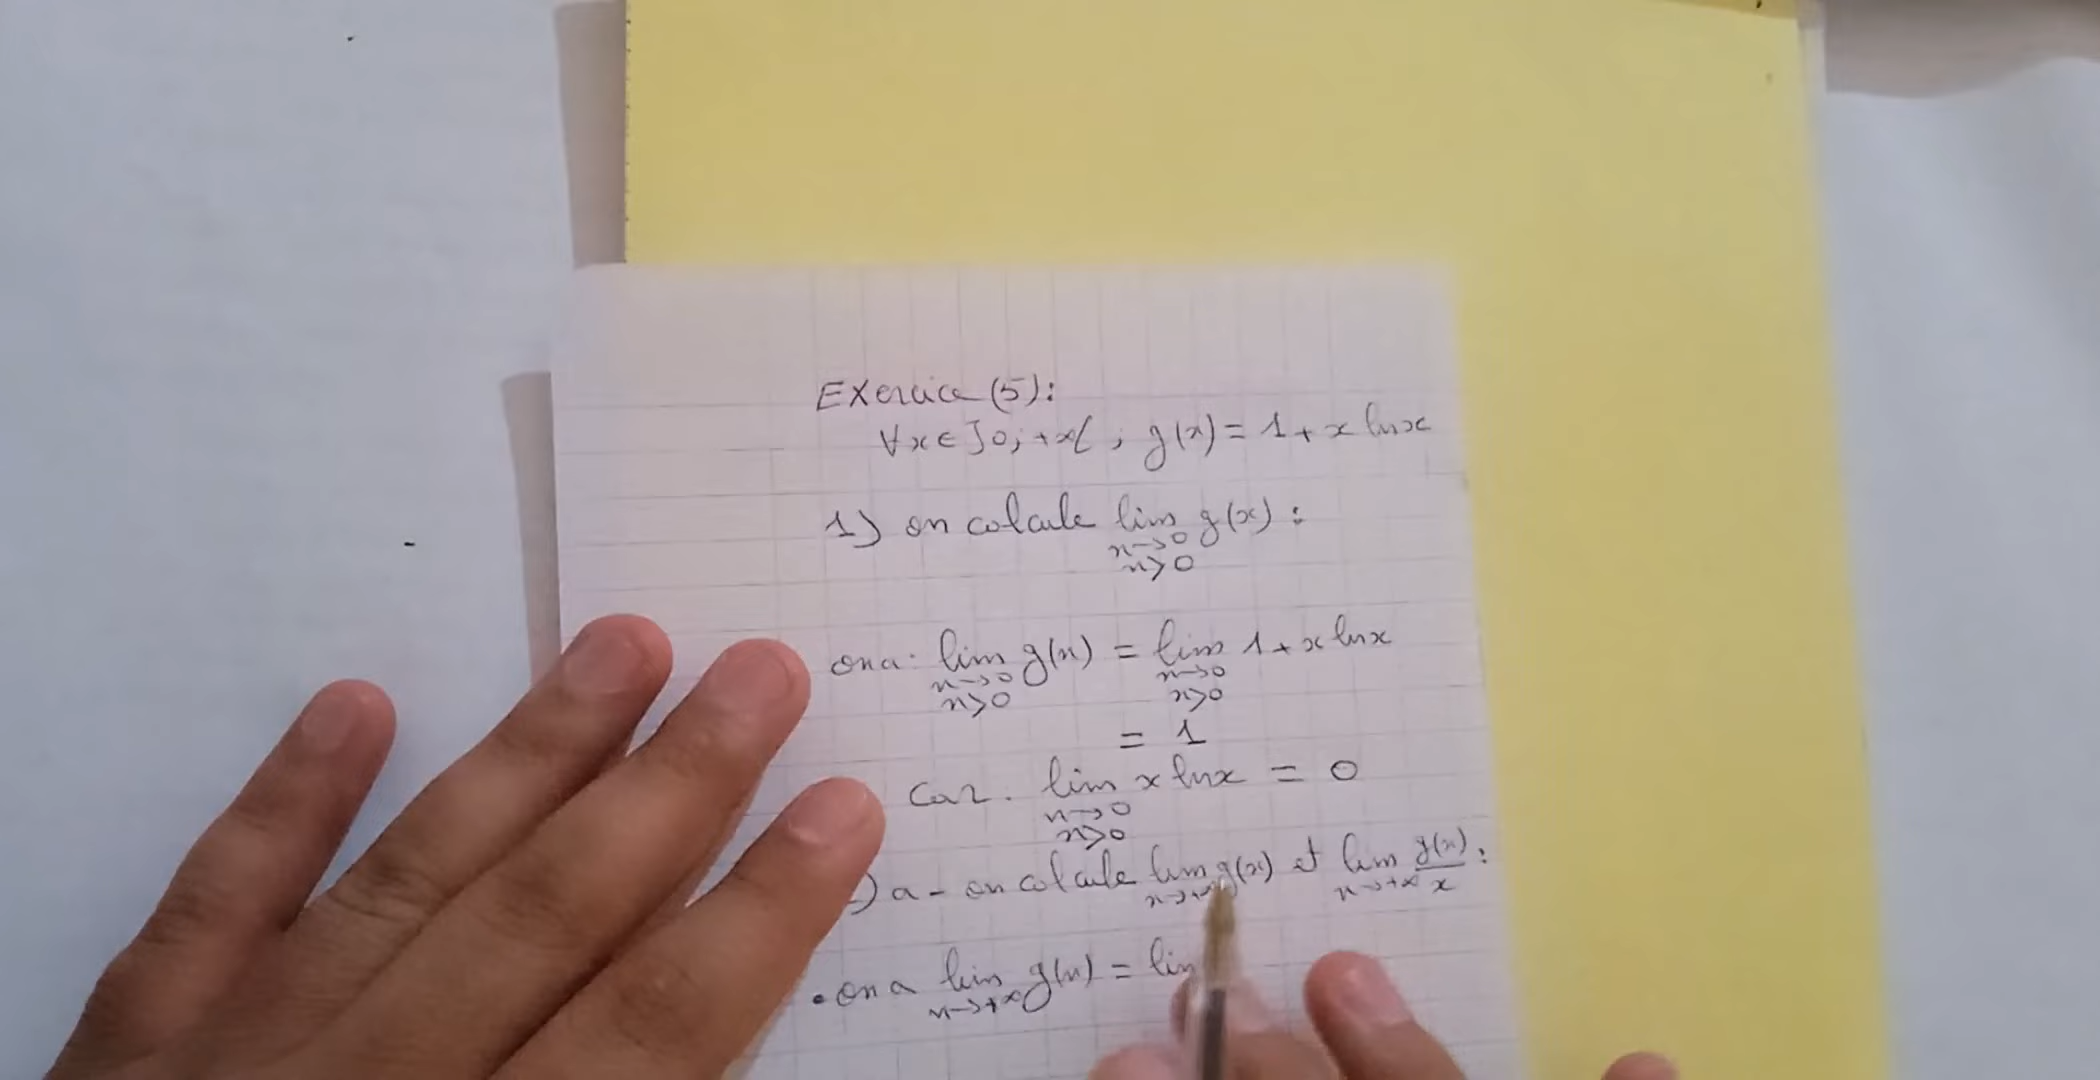 Exercice (5):
∀x∈]0;+∞[ ; g(x) = 1 + x lnx
1) on calcule lim g(x) :
x→0
x>0
on a. lim g(x) = lim 1 + x lnx
x→0 x→0
x>0 x>0
= 1
car. lim x lnx = 0
x→0
x>0
) a - on calcule lim g(x) et lim g(x)/x :
x→+∞ x→+∞
• on a lim g(x) = lim
x→+∞